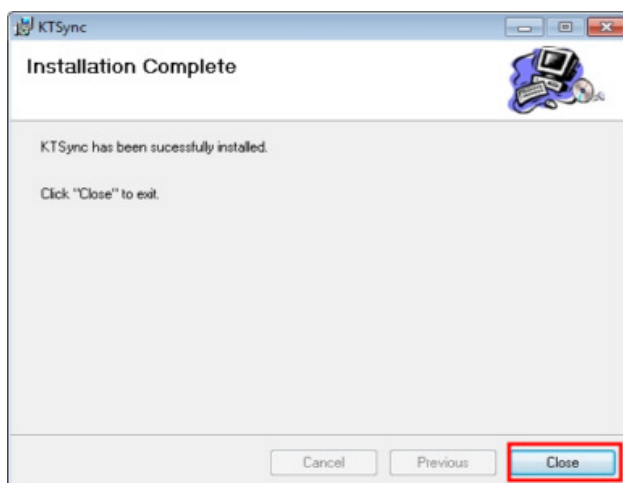 KTSync
Installation Complete
KTSync has been sucessfully installed.
Click "Close" to exit.
Cancel
Previous
Close